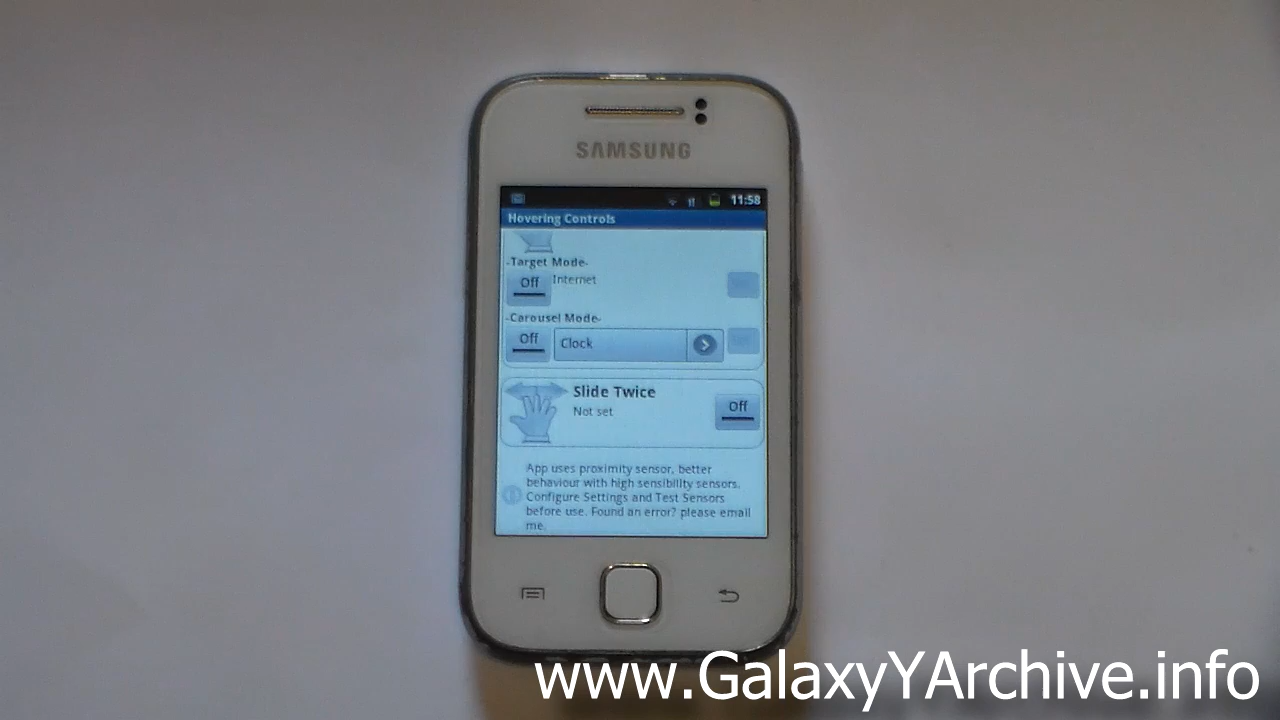 SAMSUNG
11:58
Hovering Controls
-Target Mode-
Off Internet
-Carousel Mode-
Off Clock
Slide Twice
Not set
Off
App uses proximity sensor, better
behaviour with high sensibility sensors.
Configure Settings and Test Sensors
before use. Found an error? please email
me.
www.GalaxyYArchive.info